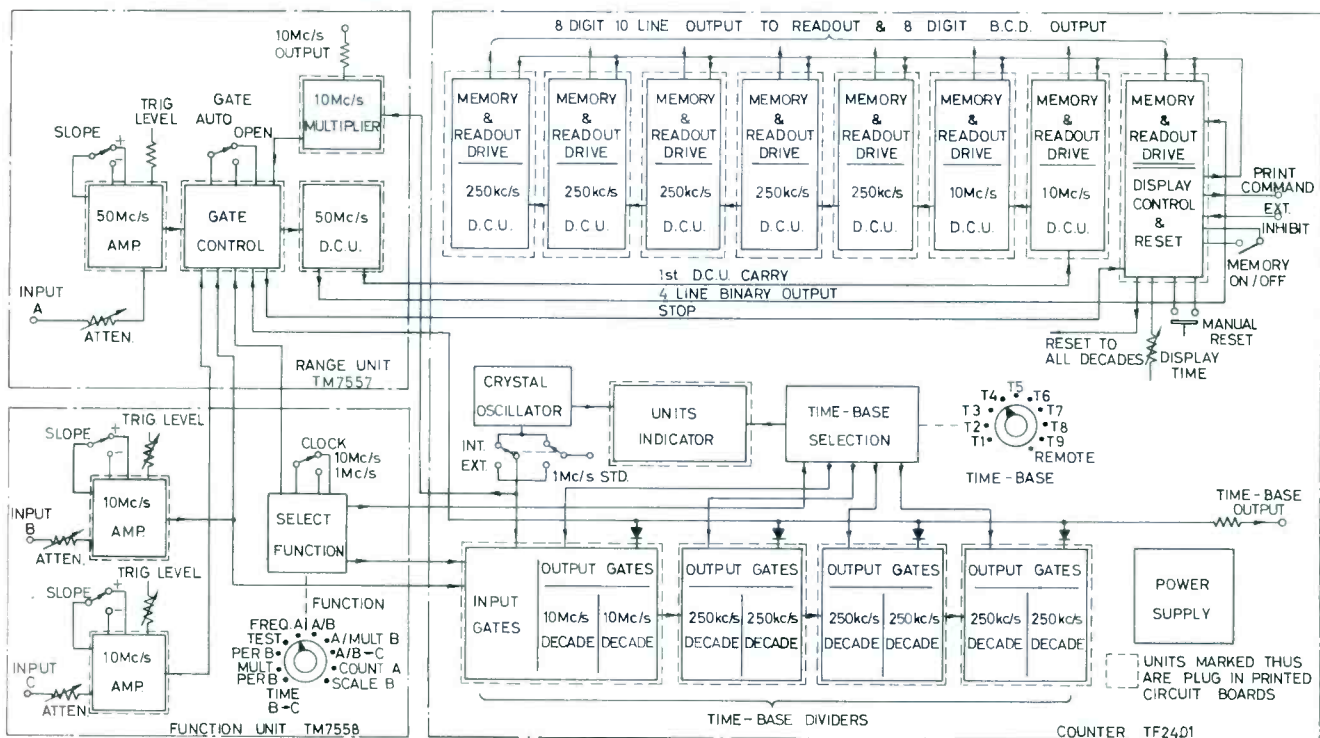 8 DIGIT 10 LINE OUTPUT TO READOUT & 8 DIGIT B.C.D. OUTPUT
10Mc/s
OUTPUT
10Mc/s
MULTIPLIER
TRIG
LEVEL
GATE
AUTO
OPEN
SLOPE
+
-
50Mc/s
AMP.
GATE
CONTROL
50Mc/s
D.C.U.
INPUT
A
ATTEN.
RANGE UNIT
TM7557
MEMORY
&
READOUT
DRIVE
250kc/s
D.C.U.
MEMORY
&
READOUT
DRIVE
250kc/s
D.C.U.
MEMORY
&
READOUT
DRIVE
250kc/s
D.C.U.
MEMORY
&
READOUT
DRIVE
250kc/s
D.C.U.
MEMORY
&
READOUT
DRIVE
250kc/s
D.C.U.
MEMORY
&
READOUT
DRIVE
10Mc/s
D.C.U.
MEMORY
&
READOUT
DRIVE
10Mc/s
D.C.U.
MEMORY
&
READOUT
DRIVE
DISPLAY
CONTROL
&
RESET
PRINT
COMMAND
EXT.
INHIBIT
MEMORY
ON/OFF
1st D.C.U. CARRY
4 LINE BINARY OUTPUT
STOP
MANUAL
RESET
RESET TO
ALL DECADES
DISPLAY
TIME
CRYSTAL
OSCILLATOR
UNITS
INDICATOR
TIME-BASE
SELECTION
T1
T2
T3
T4
T5
T6
T7
T8
T9
REMOTE
TIME-BASE
INT.
EXT.
1Mc/s STD.
TIME-BASE
OUTPUT
TRIG LEVEL
SLOPE
+
-
10Mc/s
AMP.
INPUT
B
ATTEN.
CLOCK
10Mc/s
1Mc/s
SELECT
FUNCTION
TRIG LEVEL
SLOPE
+
-
10Mc/s
AMP.
INPUT
C
ATTEN.
FUNCTION
FREQ.A
A/B
TEST
A/MULT B
PER B
A/B→C
MULT
PER B
COUNT A
SCALE B
TIME
B→C
FUNCTION UNIT TM7558
INPUT
GATES
OUTPUT GATES
10Mc/s
DECADE
10Mc/s
DECADE
OUTPUT GATES
250kc/s
DECADE
250kc/s
DECADE
OUTPUT GATES
250kc/s
DECADE
250kc/s
DECADE
OUTPUT GATES
250kc/s
DECADE
250kc/s
DECADE
TIME-BASE DIVIDERS
POWER
SUPPLY
UNITS MARKED THUS
ARE PLUG IN PRINTED
CIRCUIT BOARDS
COUNTER TF2401